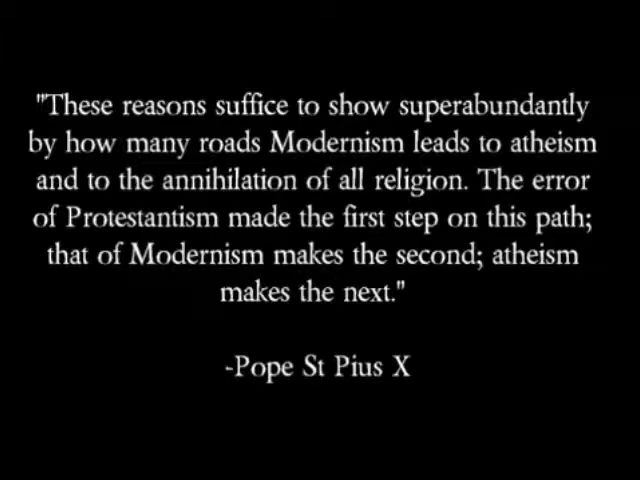 "These reasons suffice to show superabundantly
by how many roads Modernism leads to atheism
and to the annihilation of all religion. The error
of Protestantism made the first step on this path;
that of Modernism makes the second; atheism
makes the next."
-Pope St Pius X